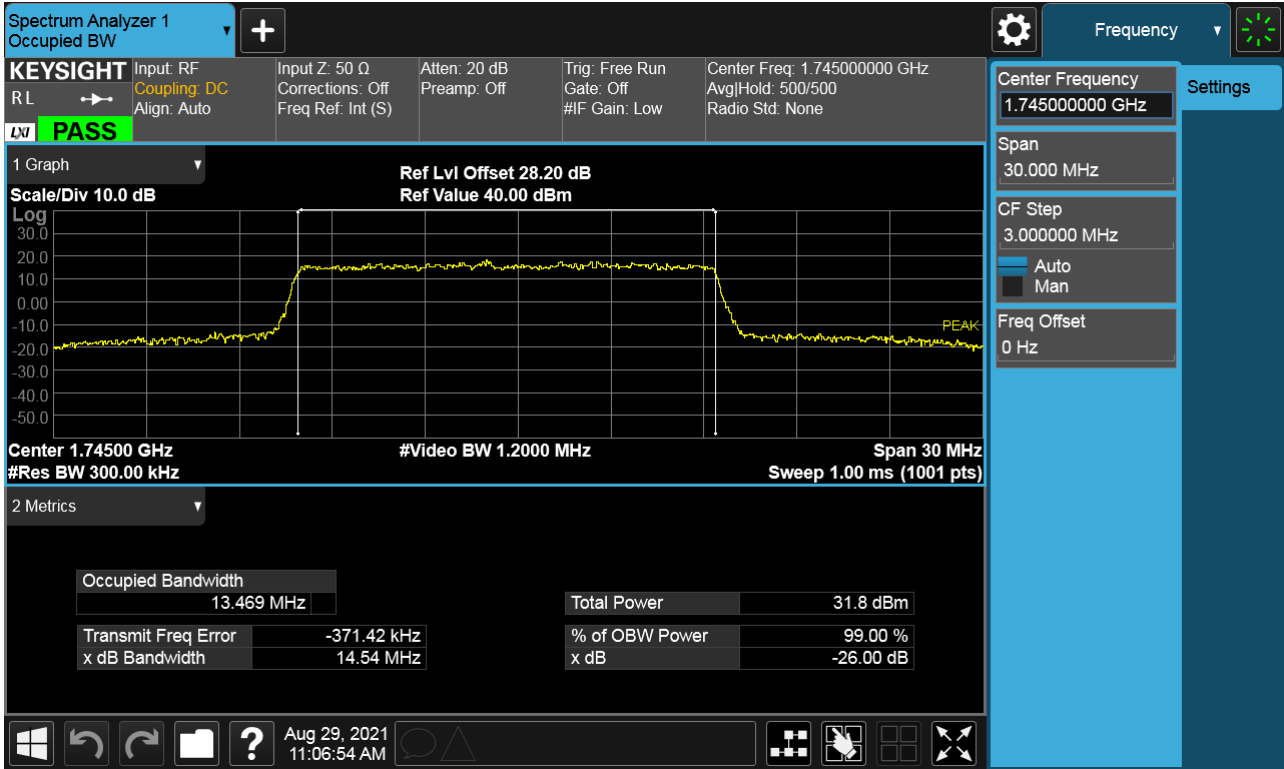 Spectrum Analyzer 1
Occupied BW
▼
+
Frequency
▼
KEYSIGHT
R L
LXI
PASS
Input: RF
Coupling: DC
Align: Auto
Input Z: 50 Ω
Corrections: Off
Freq Ref: Int (S)
Atten: 20 dB
Preamp: Off
Trig: Free Run
Gate: Off
#IF Gain: Low
Center Freq: 1.745000000 GHz
Avg|Hold: 500/500
Radio Std: None
Center Frequency
1.745000000 GHz
Settings
Span
30.000 MHz
CF Step
3.000000 MHz
Auto
Man
Freq Offset
0 Hz
1 Graph ▼
Scale/Div 10.0 dB
Ref Lvl Offset 28.20 dB
Ref Value 40.00 dBm
Log
30.0
20.0
10.0
0.00
-10.0
-20.0
-30.0
-40.0
-50.0
PEAK
Center 1.74500 GHz
#Video BW 1.2000 MHz
Span 30 MHz
#Res BW 300.00 kHz
Sweep 1.00 ms (1001 pts)
2 Metrics ▼
Occupied Bandwidth
13.469 MHz
Total Power 31.8 dBm
Transmit Freq Error -371.42 kHz
% of OBW Power 99.00 %
x dB Bandwidth 14.54 MHz
x dB -26.00 dB
?
Aug 29, 2021
11:06:54 AM